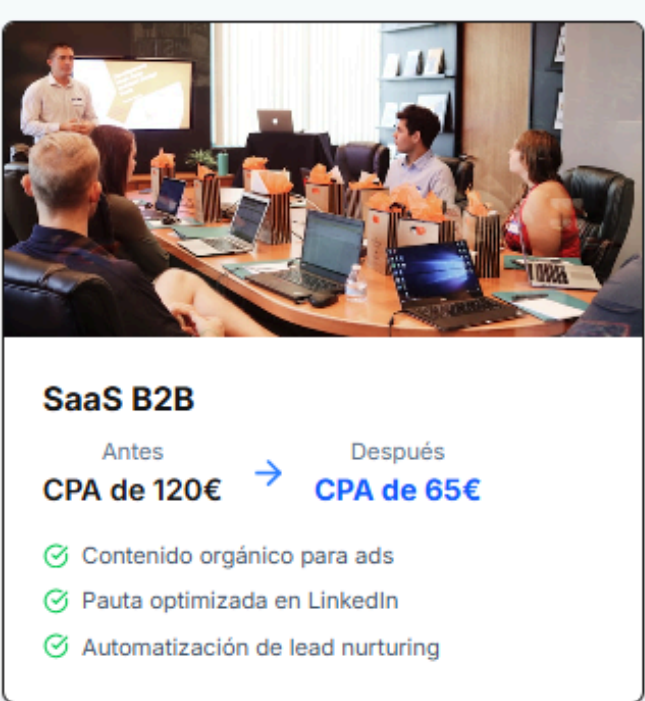 SaaS B2B
Antes
CPA de 120€
Después
CPA de 65€
Contenido orgánico para ads
Pauta optimizada en LinkedIn
Automatización de lead nurturing